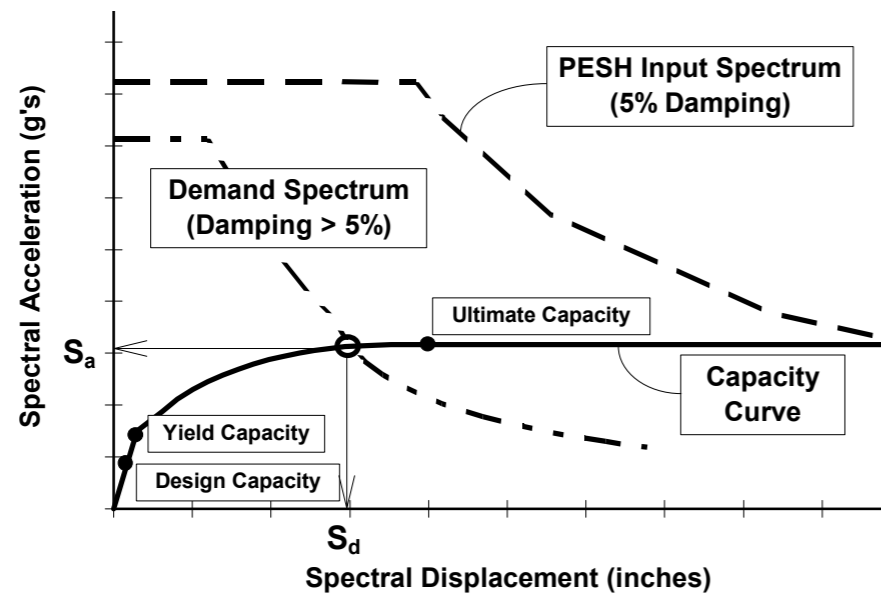 PESH Input Spectrum
(5% Damping)
Demand Spectrum
(Damping > 5%)
Spectral Acceleration (g's)
Ultimate Capacity
Sa
Capacity
Curve
Yield Capacity
Design Capacity
Sd
Spectral Displacement (inches)